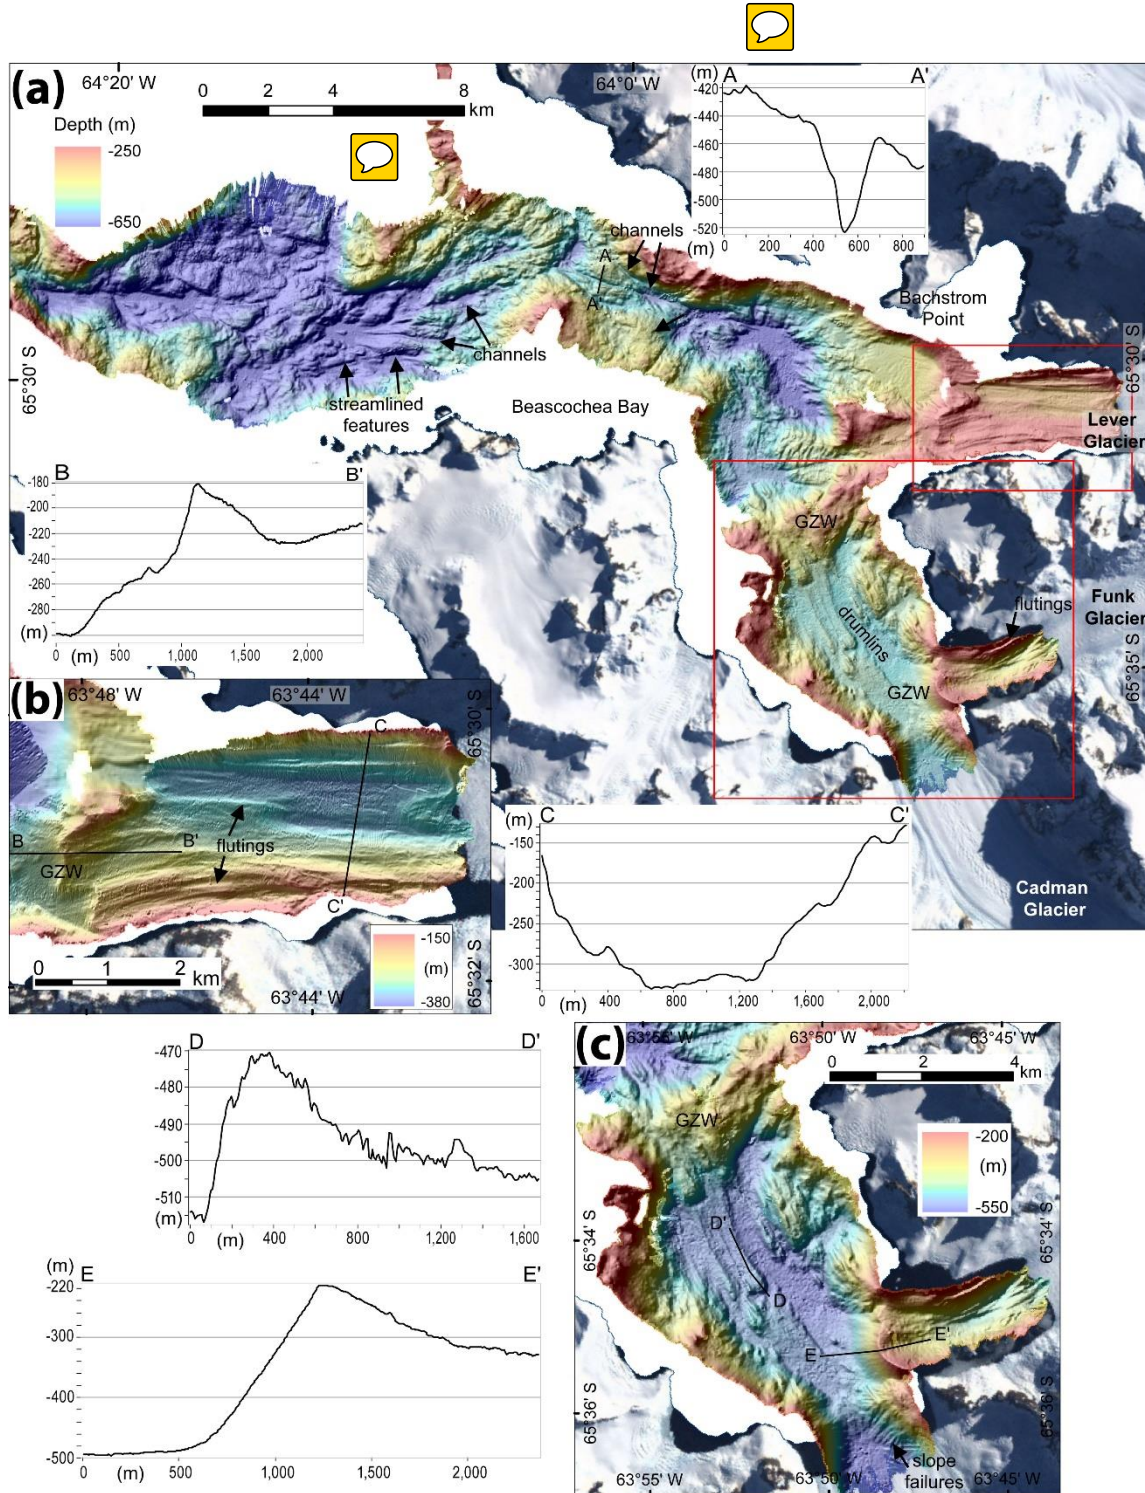 (a)
64°20' W
0 2 4 8
km
64°0' W
Depth (m)
-250
-650
(m) A A'
-420
-440
-460
-480
-500
-520
(m) 0 200 400 600 800
channels
A
A'
Bachstrom
Point
channels
streamlined
features
Beascochea Bay
65°30' S
65°30' S
Lever
Glacier
B B'
-180
-200
-220
-240
-260
-280
(m)
0 (m) 500 1,000 1,500 2,000
GZW
drumlins
GZW
Funk
Glacier
flutings
65°35' S
Cadman
Glacier
(b)
63°48' W
63°44' W
65°30' S
C
B
B'
GZW
flutings
C'
0 1 2
km
63°44' W
65°32' S
-150
(m)
-380
(m) C C'
-150
-200
-250
-300
0 400 800 1,200 1,600 2,000
(m)
D D'
-470
-480
-490
-500
-510
(m)
0 (m) 400 800 1,200 1,600
(m) E E'
-220
-300
-400
-500
0 (m) 500 1,000 1,500 2,000
(c)
63°55' W
63°50' W
63°45' W
0 2 4
km
GZW
-200
(m)
-550
65°34' S
65°34' S
D'
D
E
E'
65°36' S
65°36' S
slope
failures
63°55' W
63°50' W
63°45' W